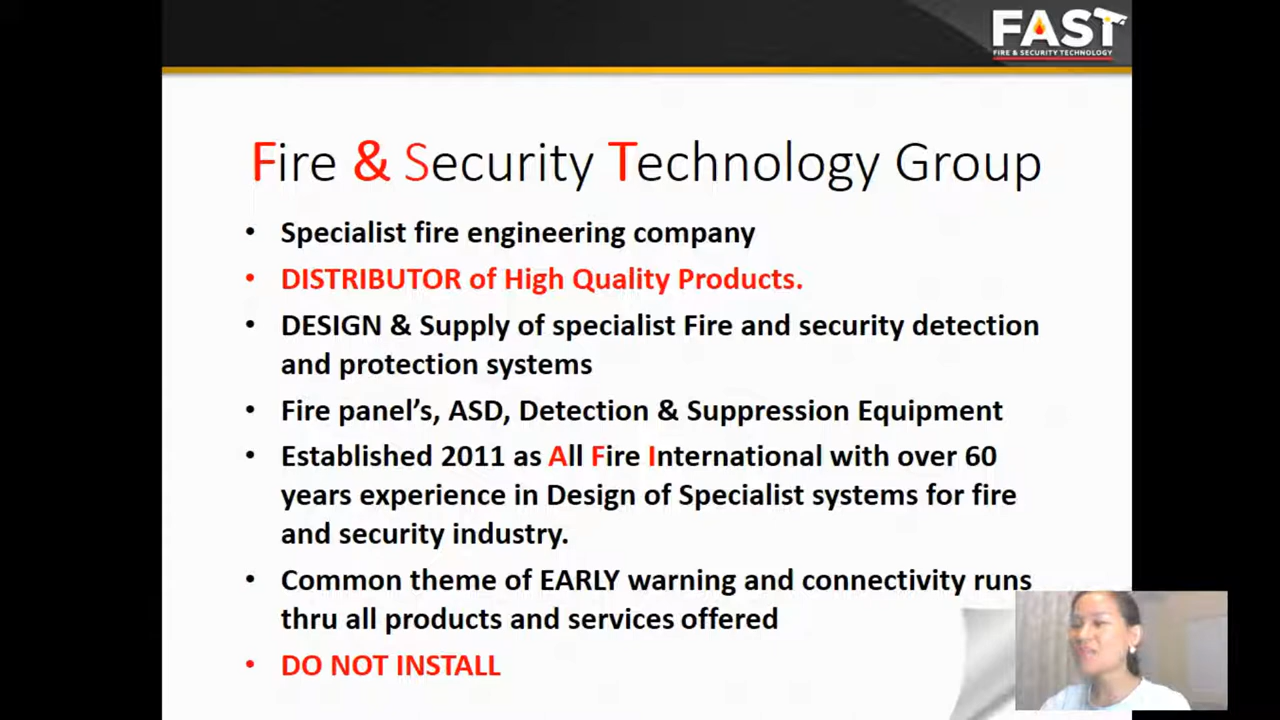 FAST
FIRE & SECURITY TECHNOLOGY
Fire & Security Technology Group
• Specialist fire engineering company
• DISTRIBUTOR of High Quality Products.
• DESIGN & Supply of specialist Fire and security detection
and protection systems
• Fire panel’s, ASD, Detection & Suppression Equipment
• Established 2011 as All Fire International with over 60
years experience in Design of Specialist systems for fire
and security industry.
• Common theme of EARLY warning and connectivity runs
thru all products and services offered
• DO NOT INSTALL